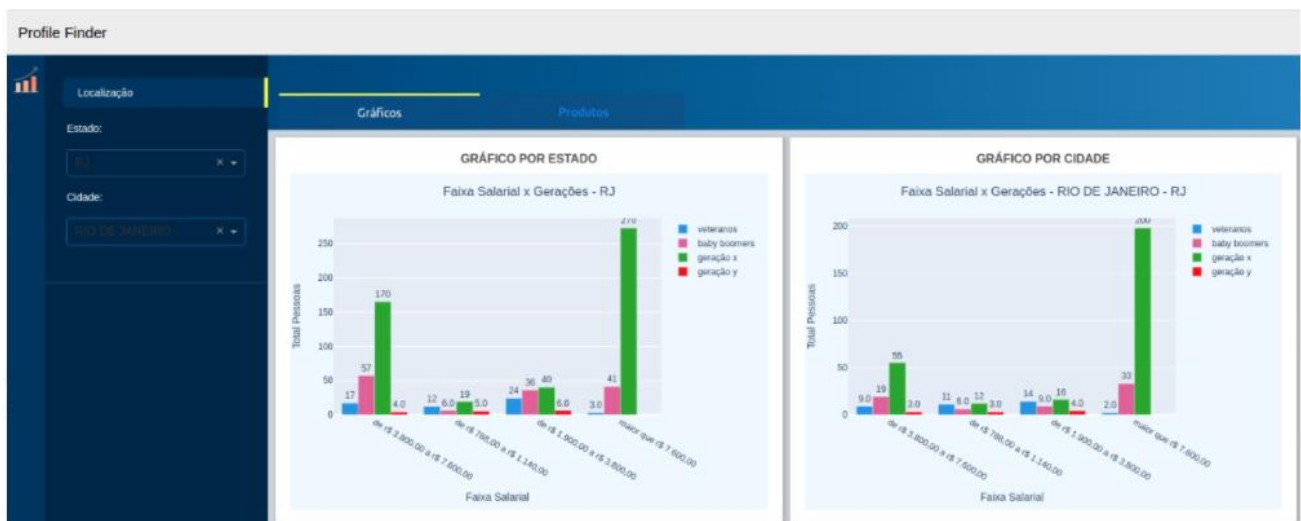 Profile Finder
Localização
Estado:
RJ
Cidade:
RIO DE JANEIRO
Gráficos
Produtos
GRÁFICO POR ESTADO
Faixa Salarial x Gerações - RJ
Total Pessoas
250
200
150
100
50
0
17 57 170 4.0
12 6.0 19 5.0
24 36 40 6.0
3.0 41 270
de r$ 3.800,00 a r$ 7.600,00
de r$ 788,00 a r$ 1.140,00
de r$ 1.900,00 a r$ 3.800,00
maior que r$ 7.600,00
Faixa Salarial
veteranos
baby boomers
geração x
geração y
GRÁFICO POR CIDADE
Faixa Salarial x Gerações - RIO DE JANEIRO - RJ
Total Pessoas
200
150
100
50
0
9.0 19 55 3.0
11 6.0 12 3.0
14 9.0 16 4.0
2.0 33 200
de r$ 3.800,00 a r$ 7.600,00
de r$ 788,00 a r$ 1.140,00
de r$ 1.900,00 a r$ 3.800,00
maior que r$ 7.600,00
Faixa Salarial
veteranos
baby boomers
geração x
geração y